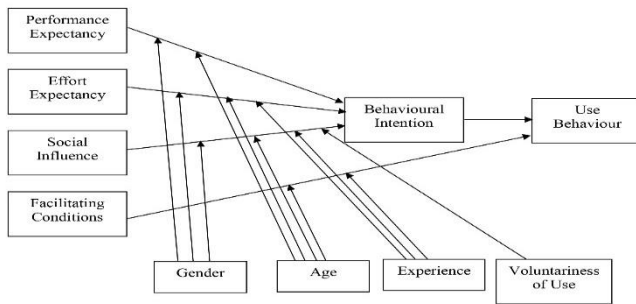 Performance
Expectancy
Effort
Expectancy
Social
Influence
Facilitating
Conditions
Behavioural
Intention
Use
Behaviour
Gender
Age
Experience
Voluntariness
of Use